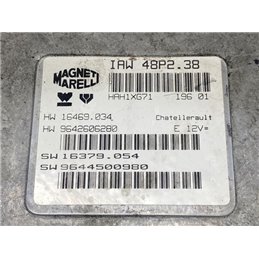 MAGNETI MARELLI
IAW 48P2.38
HAH1XG71 196 01
HW 16469.034 Chatellerault
HW 9642606280 E 12V=
SW 16379.054
SW 9644500980